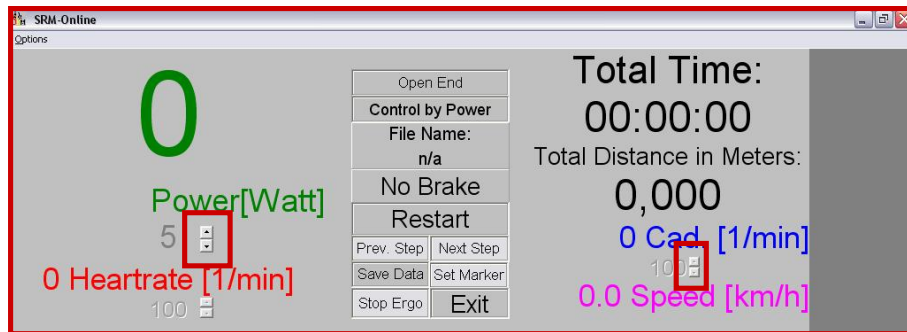 SRM-Online
Options
0
Power[Watt]
5
0 Heartrate [1/min]
100
Open End
Control by Power
File Name:
n/a
No Brake
Restart
Prev. Step Next Step
Save Data Set Marker
Stop Ergo Exit
Total Time:
00:00:00
Total Distance in Meters:
0,000
0 Cad. [1/min]
100
0.0 Speed [km/h]